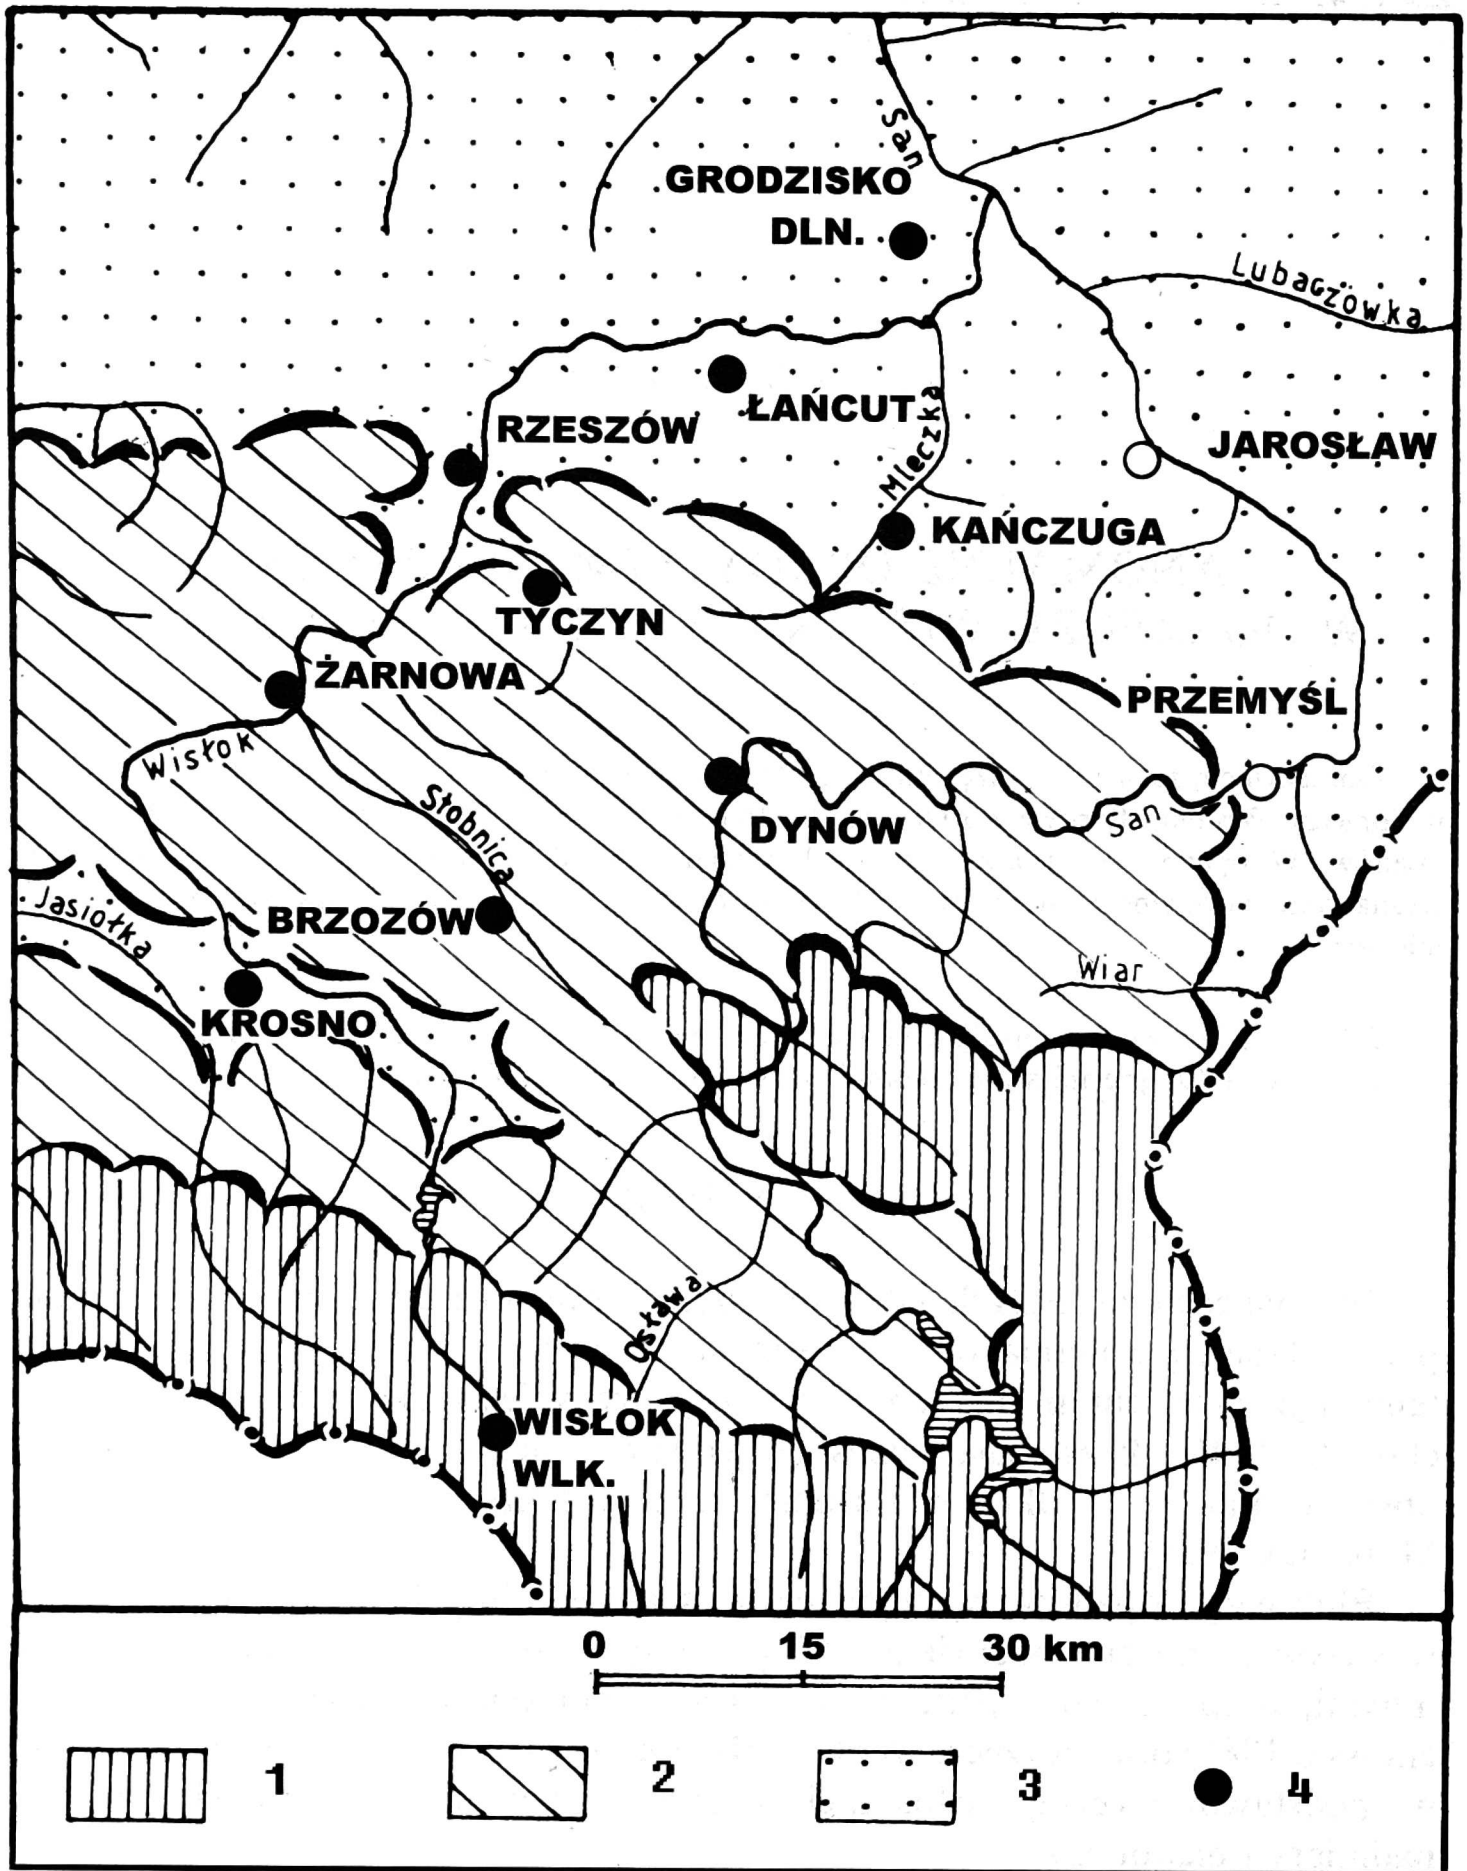 San
GRODZISKO
DLN.
Lubaczówka
ŁAŃCUT
Mleczka
RZESZÓW
JAROSŁAW
KAŃCZUGA
TYCZYN
ŻARNOWA
PRZEMYŚL
Wisłok
Stobnica
DYNÓW
San
Jasiołka
BRZOZÓW
Wiar
KROSNO
Osława
WISŁOK
WLK.
0 15 30 km
1 2 3 4